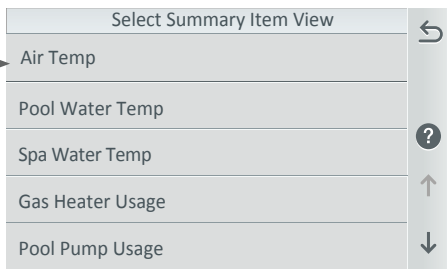 Select Summary Item View
Air Temp
Pool Water Temp
?
Spa Water Temp
Gas Heater Usage
Pool Pump Usage